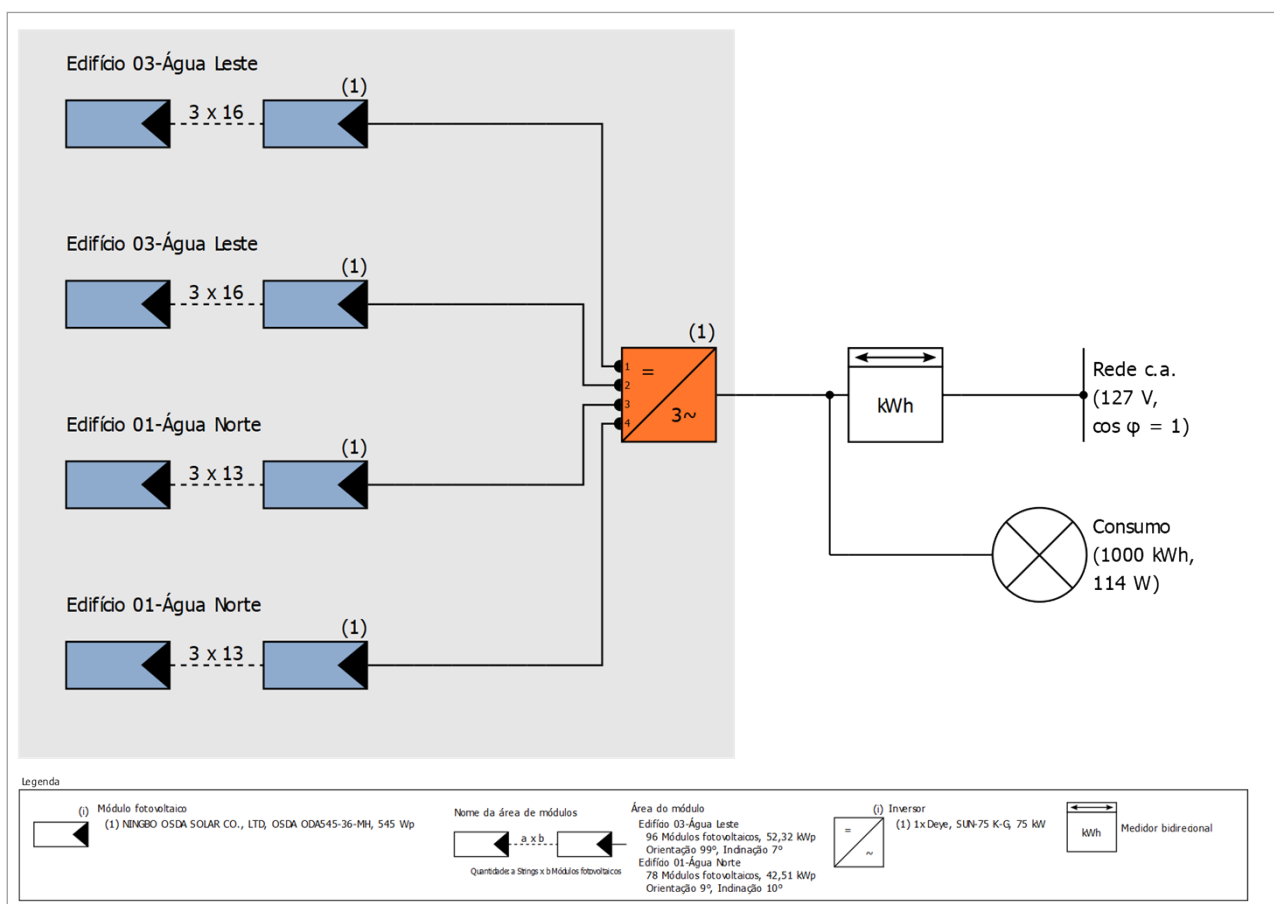 Edifício 03-Água Leste
(1)
3 x 16
Edifício 03-Água Leste
(1)
3 x 16
(1)
1
2
3
4
=
3~
kWh
Rede c.a.
(127 V,
cos φ = 1)
Edifício 01-Água Norte
(1)
3 x 13
Consumo
(1000 kWh,
114 W)
Edifício 01-Água Norte
(1)
3 x 13
Legenda
(i) Módulo fotovoltaico
(1) NINGBO OSDA SOLAR CO., LTD, OSDA ODA545-36-MH, 545 Wp
Nome da área de módulos
a x b
Quantidade: a Strings x b Módulos fotovoltaicos
Área do módulo
Edifício 03-Água Leste
96 Módulos fotovoltaicos, 52,32 kWp
Orientação 99°, Inclinação 7°
Edifício 01-Água Norte
78 Módulos fotovoltaicos, 42,51 kWp
Orientação 9°, Inclinação 10°
(i) Inversor
(1) 1x Deye, SUN-75 K-G, 75 kW
=
~
kWh
Medidor bidirecional